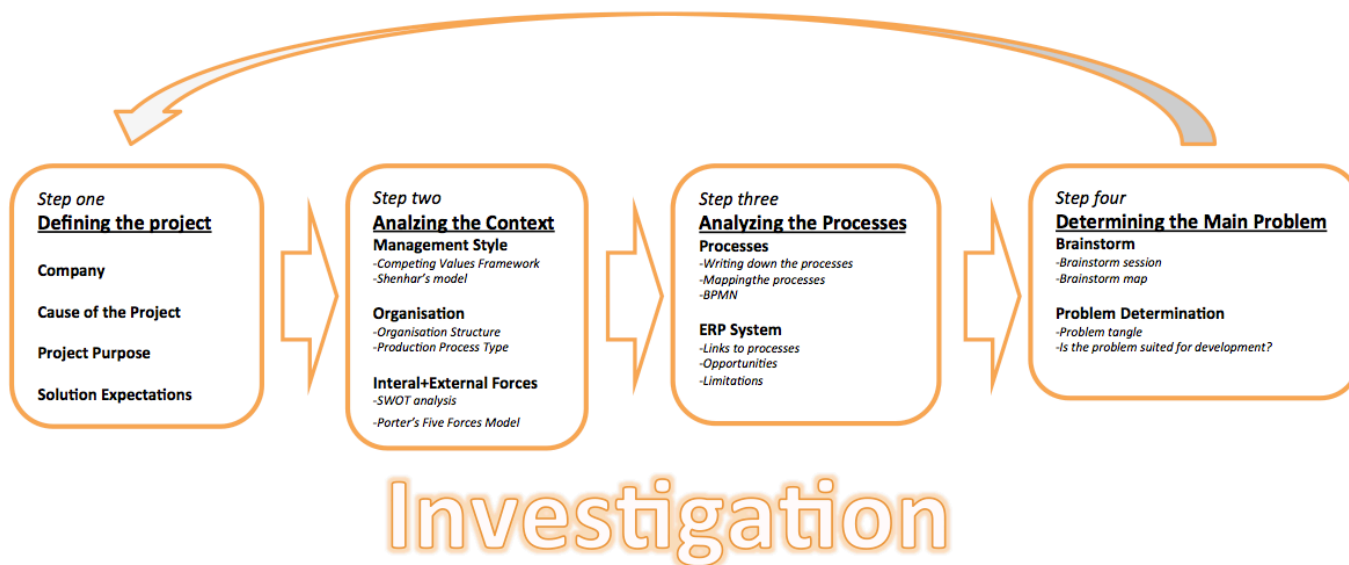 Step one
Defining the project
Company
Cause of the Project
Project Purpose
Solution Expectations
Step two
Analzing the Context
Management Style
-Competing Values Framework
-Shenhar's model
Organisation
-Organisation Structure
-Production Process Type
Interal+External Forces
-SWOT analysis
-Porter's Five Forces Model
Step three
Analyzing the Processes
Processes
-Writing down the processes
-Mappingthe processes
-BPMN
ERP System
-Links to processes
-Opportunities
-Limitations
Step four
Determining the Main Problem
Brainstorm
-Brainstorm session
-Brainstorm map
Problem Determination
-Problem tangle
-Is the problem suited for development?
Investigation